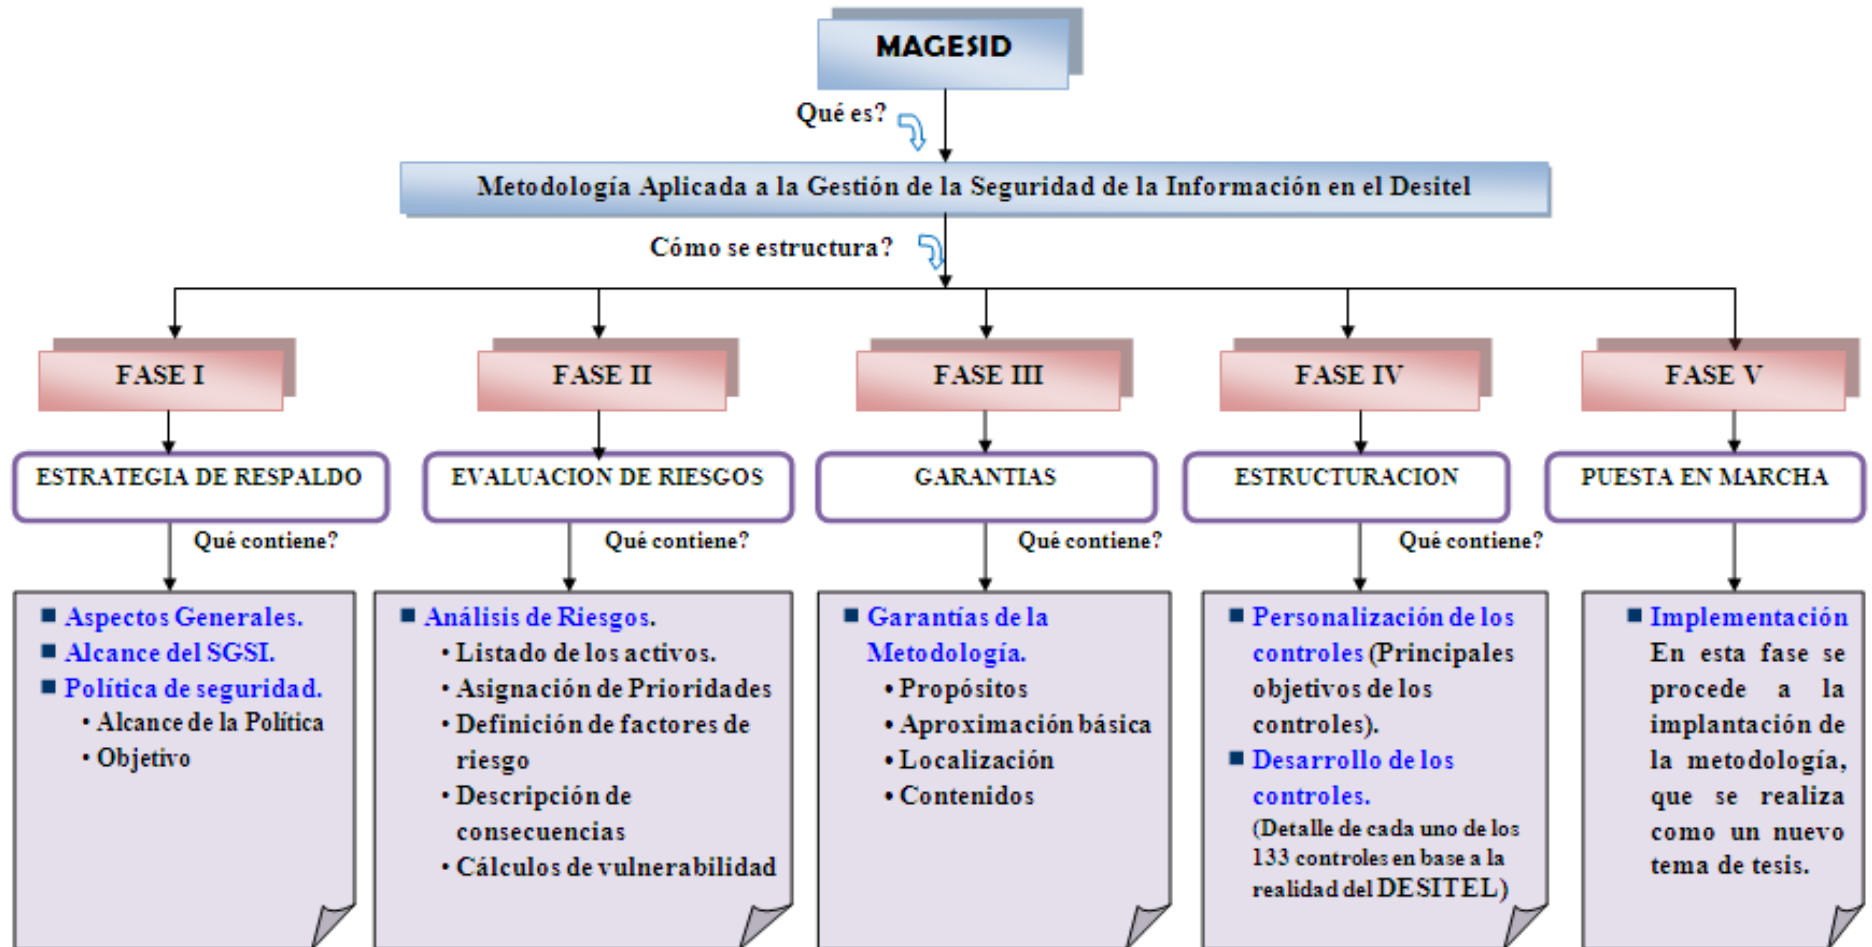 MAGESID
Qué es?
Metodología Aplicada a la Gestión de la Seguridad de la Información en el Desitel
Cómo se estructura?
FASE I
FASE II
FASE III
FASE IV
FASE V
ESTRATEGIA DE RESPALDO
EVALUACION DE RIESGOS
GARANTIAS
ESTRUCTURACION
PUESTA EN MARCHA
Qué contiene?
Qué contiene?
Qué contiene?
Qué contiene?
■ Aspectos Generales.
■ Alcance del SGSI.
■ Política de seguridad.
• Alcance de la Política
• Objetivo
■ Análisis de Riesgos.
• Listado de los activos.
• Asignación de Prioridades
• Definición de factores de
riesgo
• Descripción de
consecuencias
• Cálculos de vulnerabilidad
■ Garantías de la
Metodología.
• Propósitos
• Aproximación básica
• Localización
• Contenidos
■ Personalización de los
controles (Principales
objetivos de los
controles).
■ Desarrollo de los
controles.
(Detalle de cada uno de los
133 controles en base a la
realidad del DESITEL)
■ Implementación
En esta fase se
procede a la
implantación de
la metodología,
que se realiza
como un nuevo
tema de tesis.